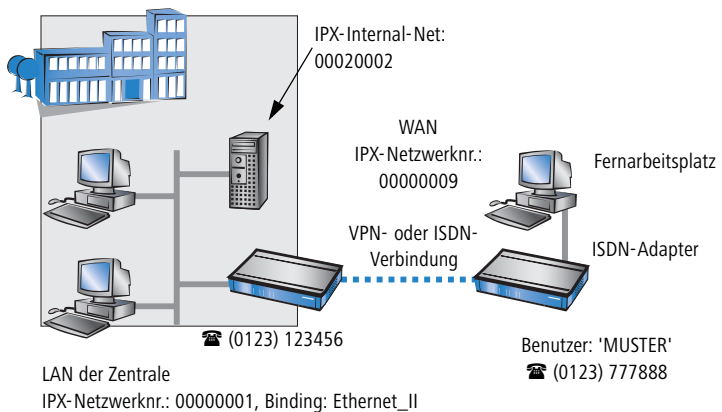 IPX-Internal-Net:
00020002
WAN
IPX-Netzwerknr.:
00000009
Fernarbeitsplatz
VPN- oder ISDN-
Verbindung
ISDN-Adapter
☎ (0123) 123456
Benutzer: 'MUSTER'
☎ (0123) 777888
LAN der Zentrale
IPX-Netzwerknr.: 00000001, Binding: Ethernet_II